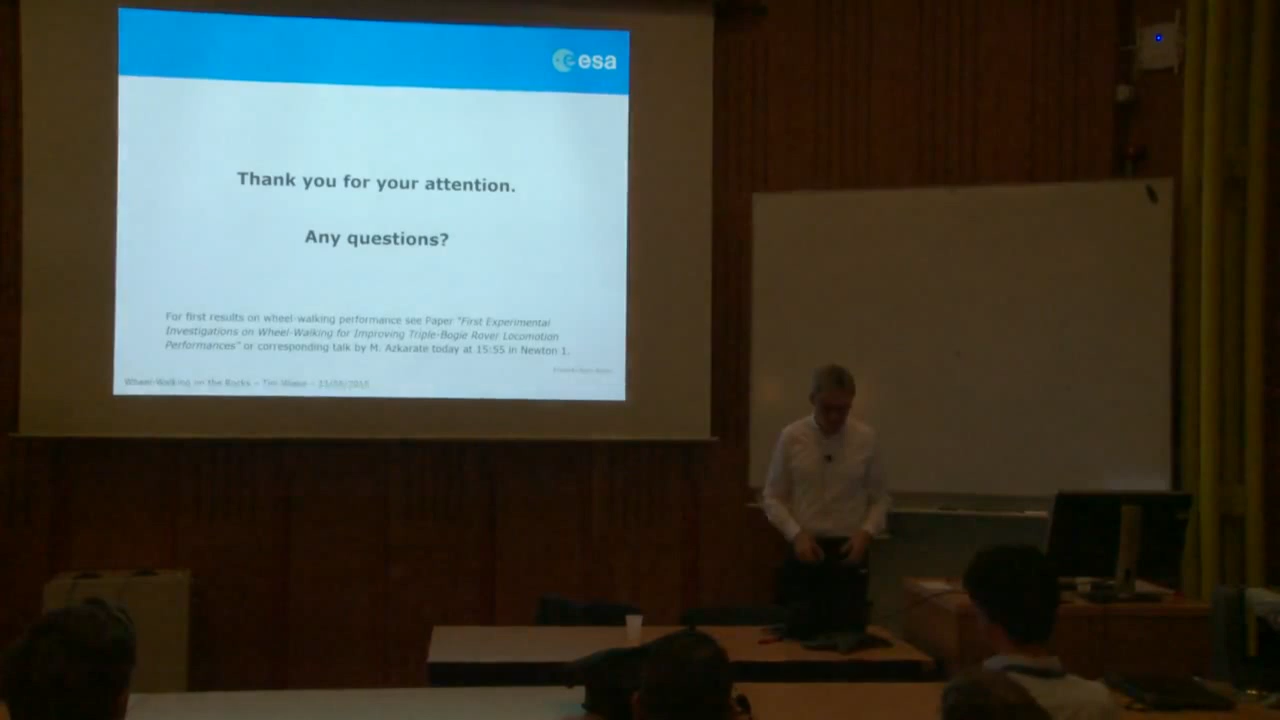 esa
Thank you for your attention.
Any questions?
For first results on wheel-walking performance see Paper "First Experimental
Investigations on Wheel-Walking for Improving Triple-Bogie Rover Locomotion
Performances" or corresponding talk by M. Azkarate today at 15:55 in Newton 1.
on the Rocks – Tim